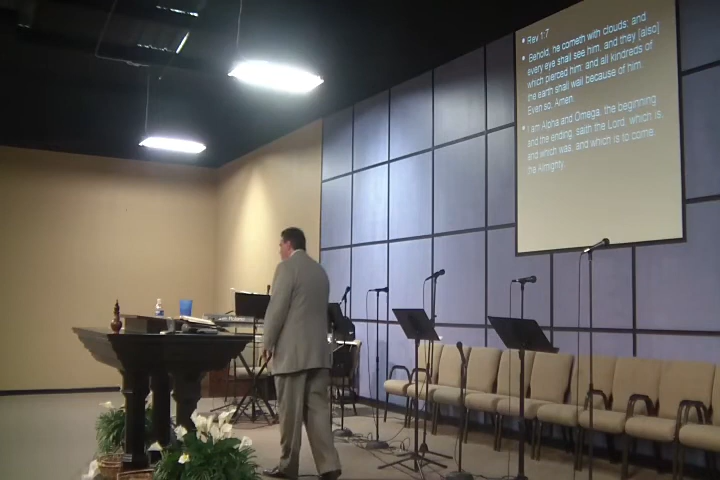 • Rev 1:7
• Behold, he cometh with clouds; and
every eye shall see him, and they [also]
which pierced him: and all kindreds of
the earth shall wail because of him.
Even so, Amen.
• I am Alpha and Omega, the beginning
and the ending, saith the Lord, which is,
and which was, and which is to come,
the Almighty.